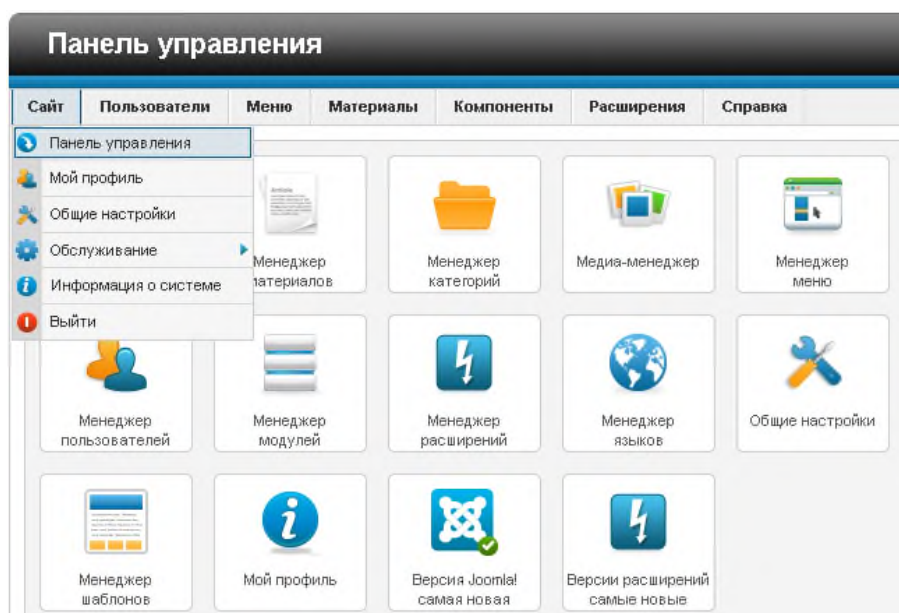 Панель управления
Сайт Пользователи Меню Материалы Компоненты Расширения Справка
Панель управления
Мой профиль
Общие настройки
Обслуживание
Информация о системе
Выйти
Менеджер
материалов
Менеджер
категорий
Медиа-менеджер
Менеджер
меню
Менеджер
пользователей
Менеджер
модулей
Менеджер
расширений
Менеджер
языков
Общие настройки
Менеджер
шаблонов
Мой профиль
Версия Joomla!
самая новая
Версии расширений
самые новые